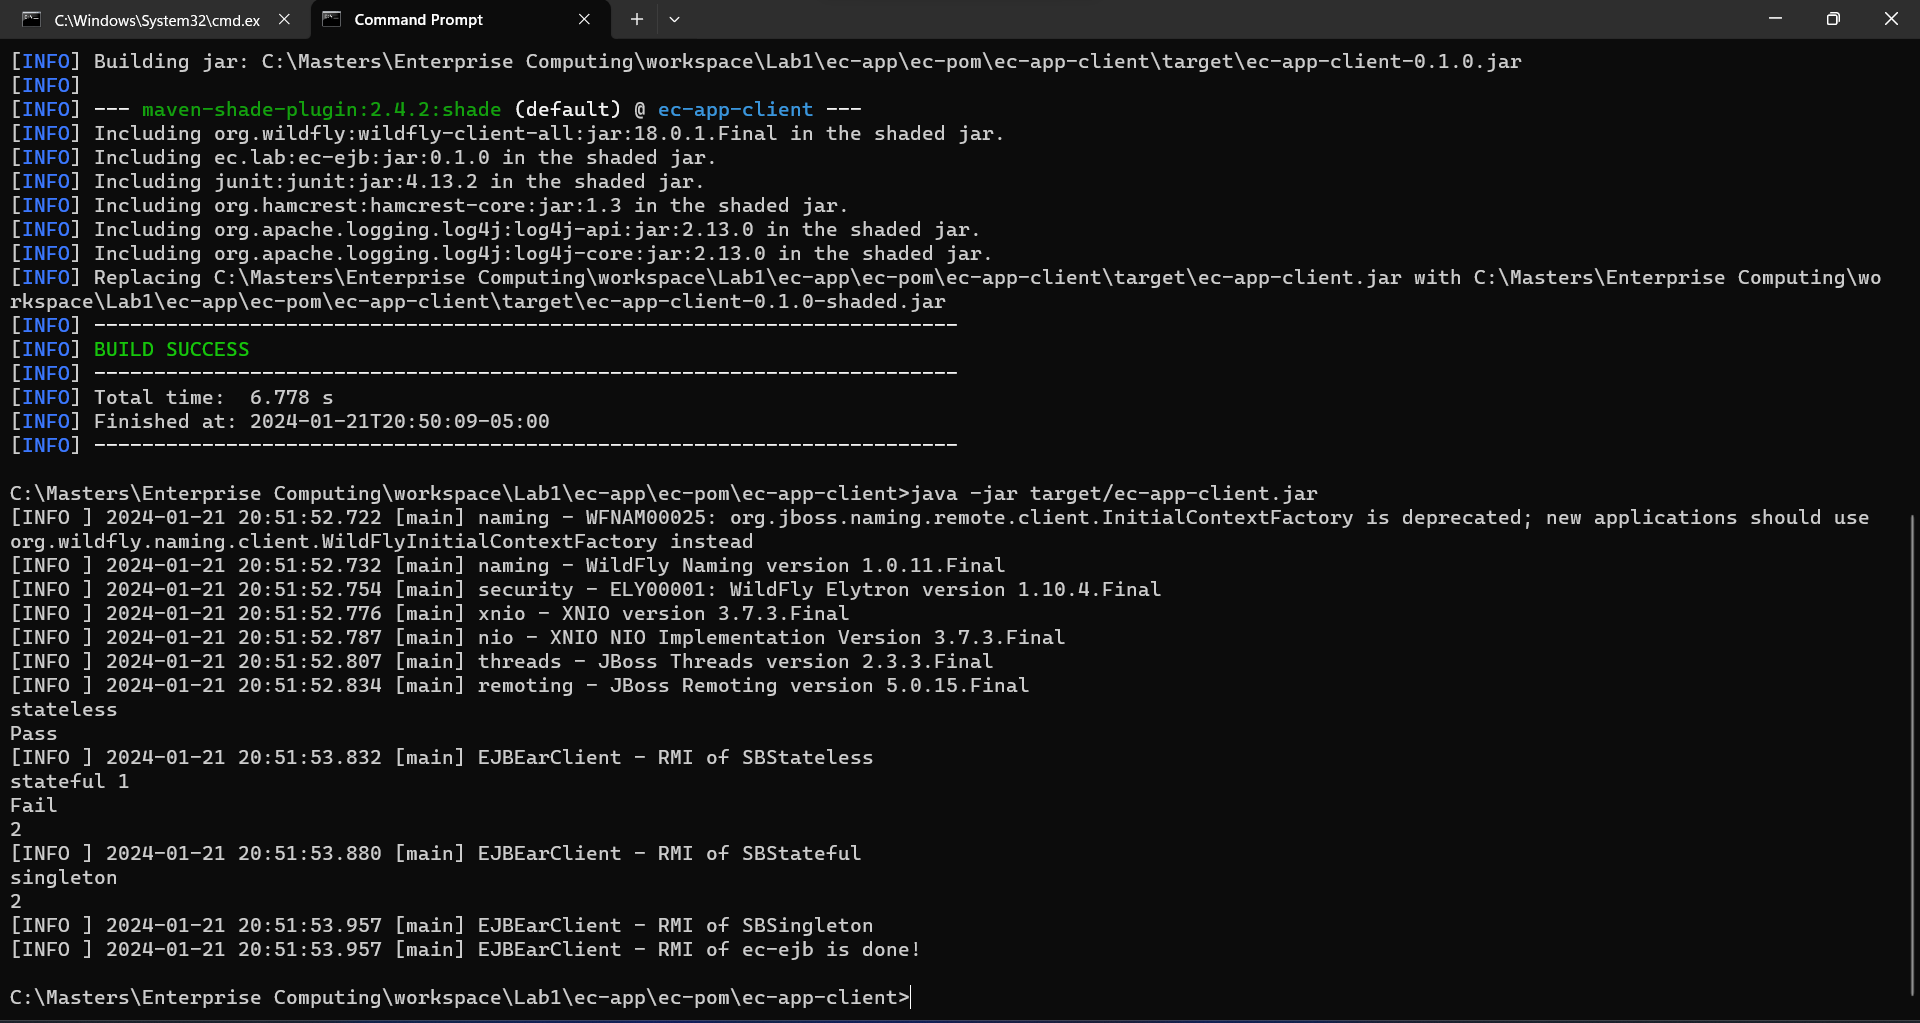 C:\Windows\System32\cmd.ex
Command Prompt
[INFO] Building jar: C:\Masters\Enterprise Computing\workspace\Lab1\ec-app\ec-pom\ec-app-client\target\ec-app-client-0.1.0.jar
[INFO]
[INFO] --- maven-shade-plugin:2.4.2:shade (default) @ ec-app-client ---
[INFO] Including org.wildfly:wildfly-client-all:jar:18.0.1.Final in the shaded jar.
[INFO] Including ec.lab:ec-ejb:jar:0.1.0 in the shaded jar.
[INFO] Including junit:junit:jar:4.13.2 in the shaded jar.
[INFO] Including org.hamcrest:hamcrest-core:jar:1.3 in the shaded jar.
[INFO] Including org.apache.logging.log4j:log4j-api:jar:2.13.0 in the shaded jar.
[INFO] Including org.apache.logging.log4j:log4j-core:jar:2.13.0 in the shaded jar.
[INFO] Replacing C:\Masters\Enterprise Computing\workspace\Lab1\ec-app\ec-pom\ec-app-client\target\ec-app-client.jar with C:\Masters\Enterprise Computing\wo
rkspace\Lab1\ec-app\ec-pom\ec-app-client\target\ec-app-client-0.1.0-shaded.jar
[INFO] ------------------------------------------------------------------------
[INFO] BUILD SUCCESS
[INFO] ------------------------------------------------------------------------
[INFO] Total time:  6.778 s
[INFO] Finished at: 2024-01-21T20:50:09-05:00
[INFO] ------------------------------------------------------------------------
C:\Masters\Enterprise Computing\workspace\Lab1\ec-app\ec-pom\ec-app-client>java -jar target/ec-app-client.jar
[INFO ] 2024-01-21 20:51:52.722 [main] naming - WFNAM00025: org.jboss.naming.remote.client.InitialContextFactory is deprecated; new applications should use
org.wildfly.naming.client.WildFlyInitialContextFactory instead
[INFO ] 2024-01-21 20:51:52.732 [main] naming - WildFly Naming version 1.0.11.Final
[INFO ] 2024-01-21 20:51:52.754 [main] security - ELY00001: WildFly Elytron version 1.10.4.Final
[INFO ] 2024-01-21 20:51:52.776 [main] xnio - XNIO version 3.7.3.Final
[INFO ] 2024-01-21 20:51:52.787 [main] nio - XNIO NIO Implementation Version 3.7.3.Final
[INFO ] 2024-01-21 20:51:52.807 [main] threads - JBoss Threads version 2.3.3.Final
[INFO ] 2024-01-21 20:51:52.834 [main] remoting - JBoss Remoting version 5.0.15.Final
stateless
Pass
[INFO ] 2024-01-21 20:51:53.832 [main] EJBEarClient - RMI of SBStateless
stateful 1
Fail
2
[INFO ] 2024-01-21 20:51:53.880 [main] EJBEarClient - RMI of SBStateful
singleton
2
[INFO ] 2024-01-21 20:51:53.957 [main] EJBEarClient - RMI of SBSingleton
[INFO ] 2024-01-21 20:51:53.957 [main] EJBEarClient - RMI of ec-ejb is done!
C:\Masters\Enterprise Computing\workspace\Lab1\ec-app\ec-pom\ec-app-client>